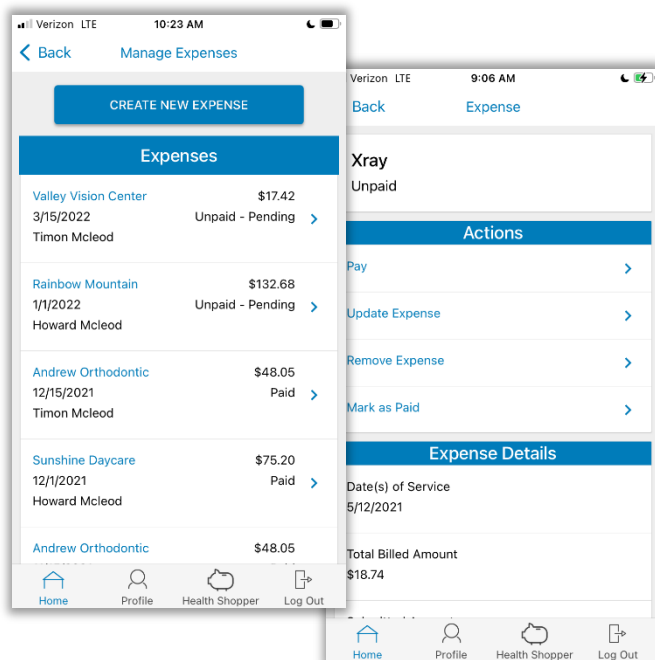 Verizon LTE 10:23 AM
Back Manage Expenses
CREATE NEW EXPENSE
Expenses
Valley Vision Center $17.42
3/15/2022 Unpaid - Pending
Timon Mcleod
Rainbow Mountain $132.68
1/1/2022 Unpaid - Pending
Howard Mcleod
Andrew Orthodontic $48.05
12/15/2021 Paid
Timon Mcleod
Sunshine Daycare $75.20
12/1/2021 Paid
Howard Mcleod
Andrew Orthodontic $48.05
Home Profile Health Shopper Log Out
Verizon LTE 9:06 AM
Back Expense
Xray
Unpaid
Actions
Pay
Update Expense
Remove Expense
Mark as Paid
Expense Details
Date(s) of Service
5/12/2021
Total Billed Amount
$18.74
Home Profile Health Shopper Log Out